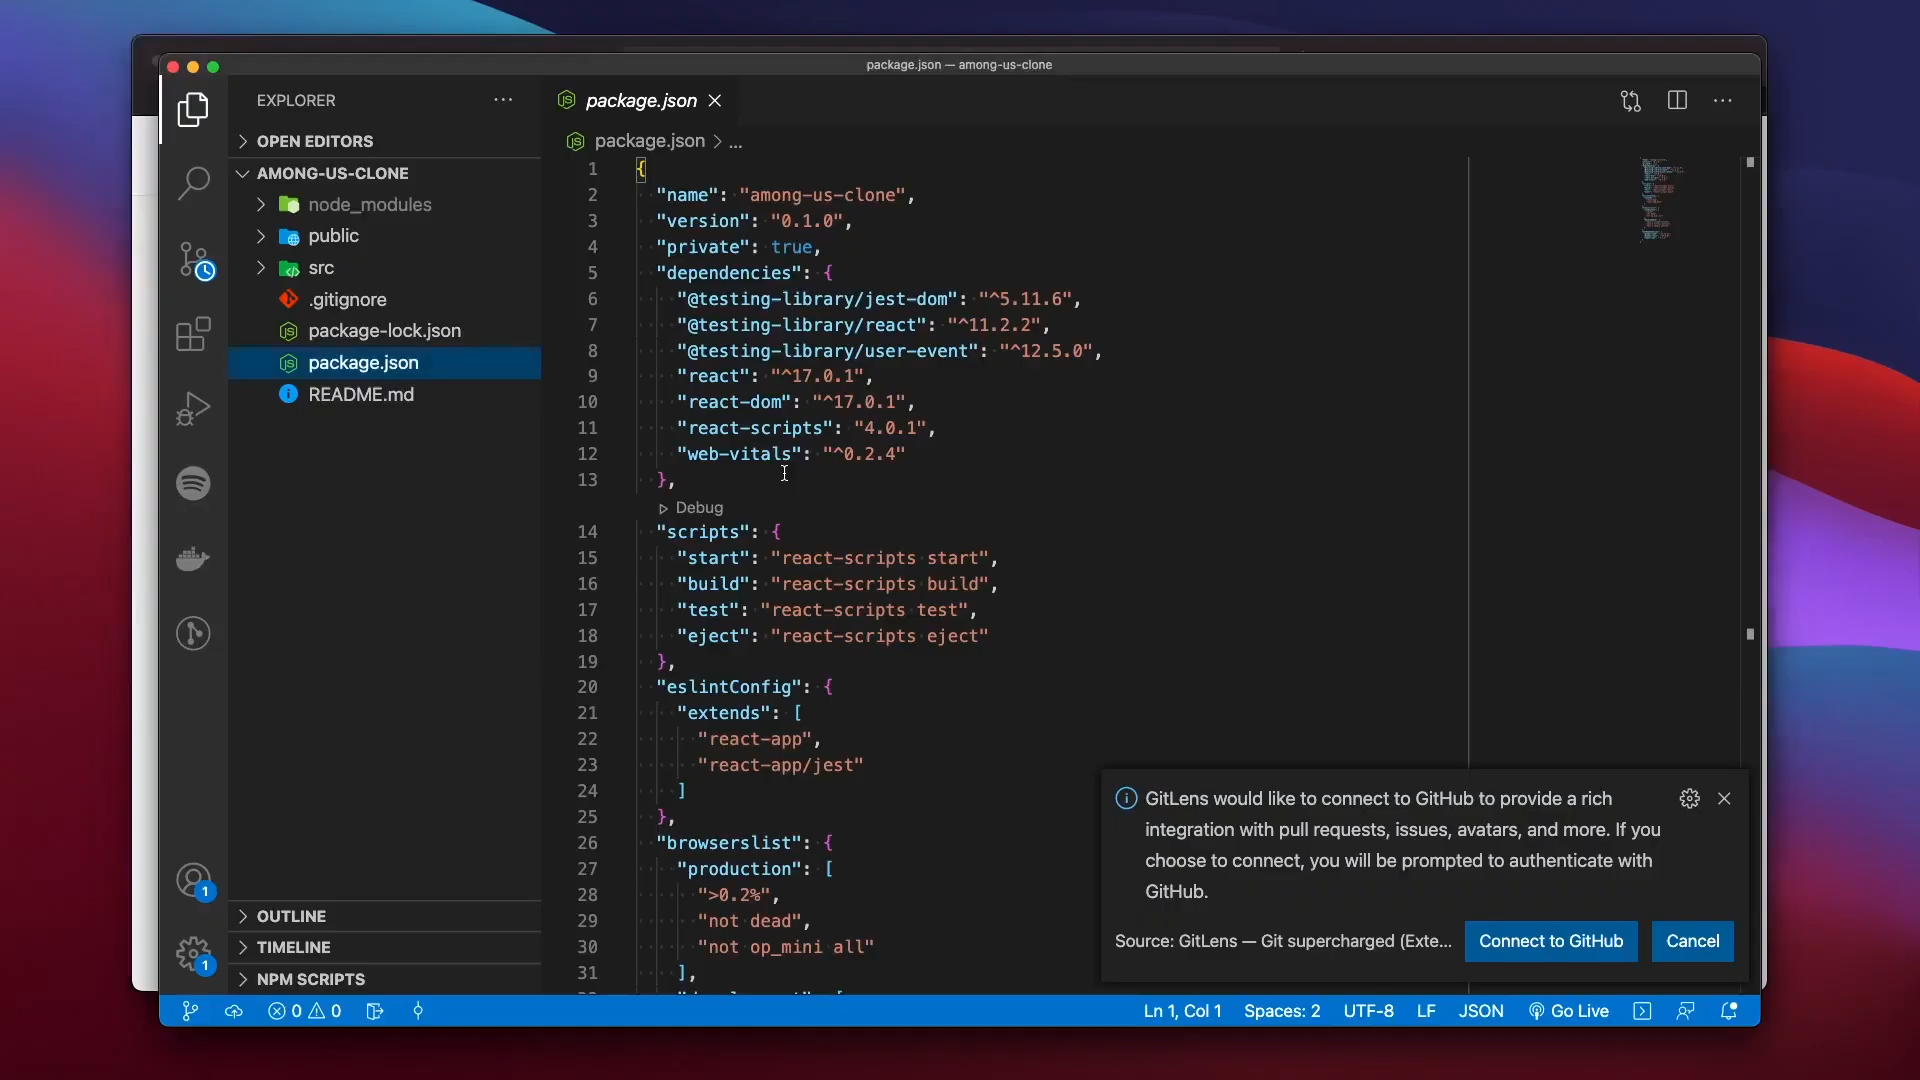 package.json — among-us-clone
EXPLORER
OPEN EDITORS
AMONG-US-CLONE
node_modules
public
src
.gitignore
package-lock.json
package.json
README.md
OUTLINE
TIMELINE
NPM SCRIPTS
1
1
package.json
package.json > ...
1 {
2 "name": "among-us-clone",
3 "version": "0.1.0",
4 "private": true,
5 "dependencies": {
6 "@testing-library/jest-dom": "^5.11.6",
7 "@testing-library/react": "^11.2.2",
8 "@testing-library/user-event": "^12.5.0",
9 "react": "^17.0.1",
10 "react-dom": "^17.0.1",
11 "react-scripts": "4.0.1",
12 "web-vitals": "^0.2.4"
13 },
Debug
14 "scripts": {
15 "start": "react-scripts start",
16 "build": "react-scripts build",
17 "test": "react-scripts test",
18 "eject": "react-scripts eject"
19 },
20 "eslintConfig": {
21 "extends": [
22 "react-app",
23 "react-app/jest"
24 ]
25 },
26 "browserslist": {
27 "production": [
28 ">0.2%",
29 "not dead",
30 "not op_mini all"
31 ],
GitLens would like to connect to GitHub to provide a rich
integration with pull requests, issues, avatars, and more. If you
choose to connect, you will be prompted to authenticate with
GitHub.
Source: GitLens — Git supercharged (Exte...
Connect to GitHub
Cancel
0 0
Ln 1, Col 1
Spaces: 2
UTF-8
LF
JSON
Go Live